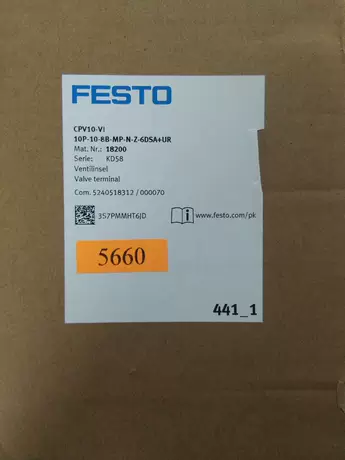 FESTO
CPV10-VI
10P-10-8B-MP-N-Z-6DSA+UR
Mat. Nr.: 18200
Serie: KD58
Ventilinsel
Valve terminal
Com. 5240518312 / 000070
357PMMHT6JD
www.festo.com/pk
5660
441_1